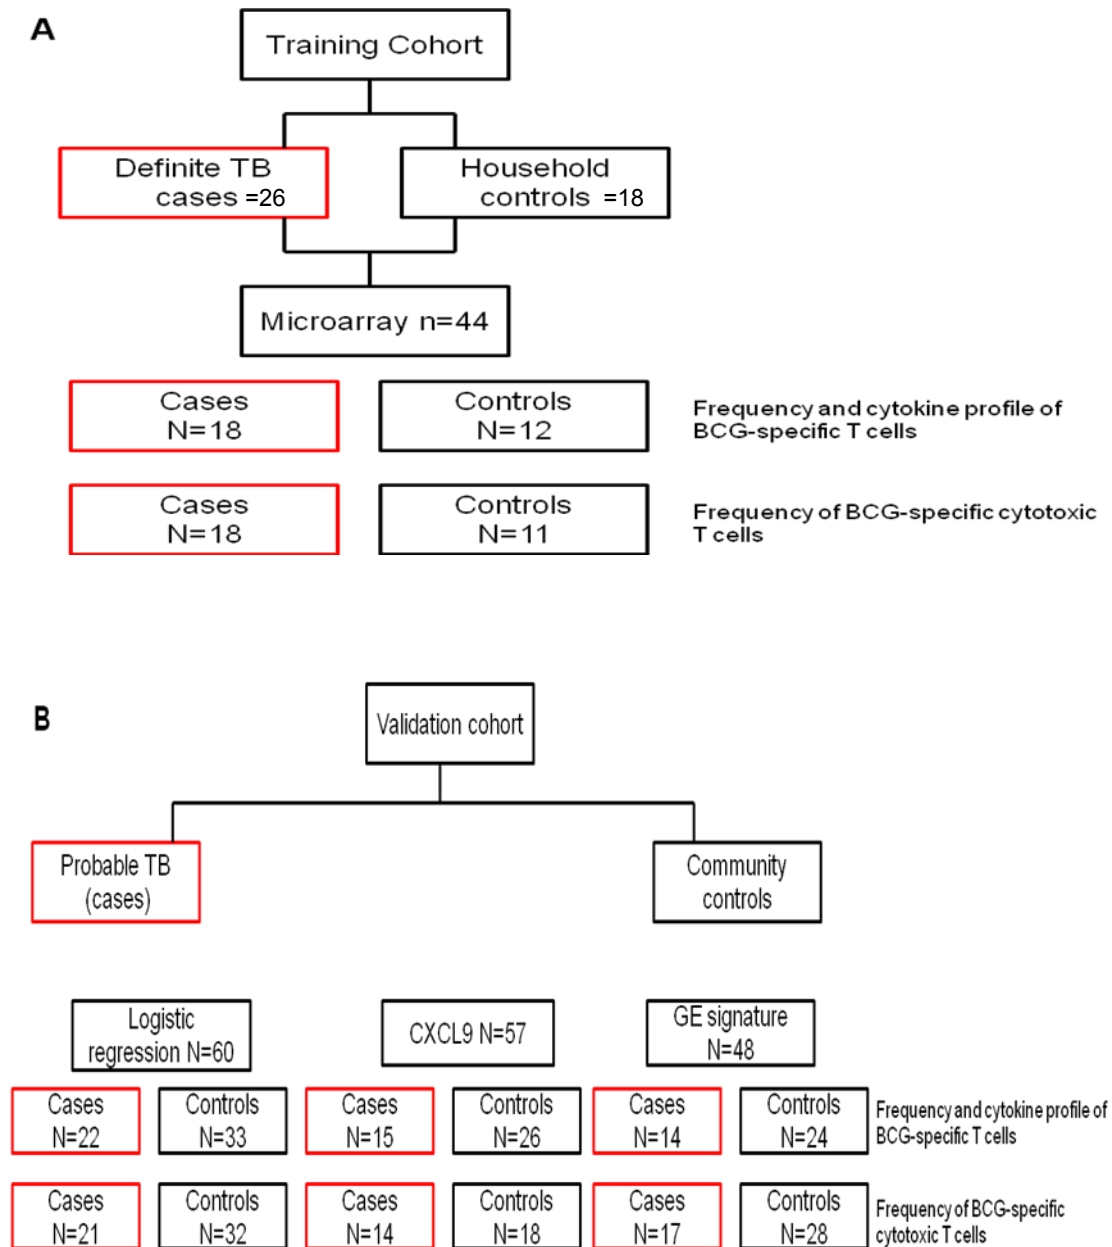 A
Training Cohort
Definite TB
cases =26
Household
controls =18
Microarray n=44
Cases
N=18
Controls
N=12
Frequency and cytokine profile of
BCG-specific T cells
Cases
N=18
Controls
N=11
Frequency of BCG-specific cytotoxic
T cells
B
Validation cohort
Probable TB
(cases)
Community
controls
Logistic
regression N=60
CXCL9 N=57
GE signature
N=48
Cases
N=22
Controls
N=33
Cases
N=15
Controls
N=26
Cases
N=14
Controls
N=24
Frequency and cytokine profile of
BCG-specific T cells
Cases
N=21
Controls
N=32
Cases
N=14
Controls
N=18
Cases
N=17
Controls
N=28
Frequency of BCG-specific
cytotoxic T cells